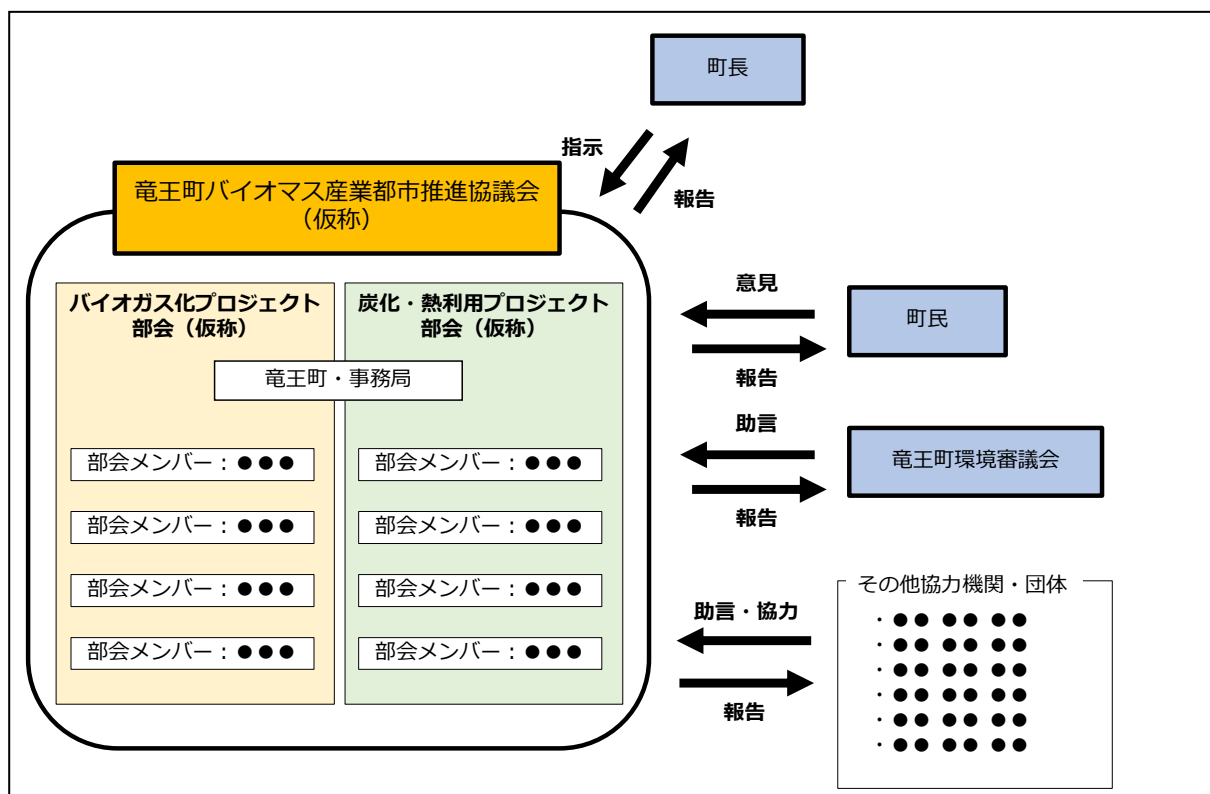 町長
指示
報告
竜王町バイオマス産業都市推進協議会
（仮称）
バイオガス化プロジェクト
部会（仮称）
炭化・熱利用プロジェクト
部会（仮称）
竜王町・事務局
部会メンバー：●●●
部会メンバー：●●●
部会メンバー：●●●
部会メンバー：●●●
部会メンバー：●●●
部会メンバー：●●●
部会メンバー：●●●
部会メンバー：●●●
意見
報告
町民
助言
報告
竜王町環境審議会
助言・協力
報告
その他協力機関・団体
・●● ●● ●●
・●● ●● ●●
・●● ●● ●●
・●● ●● ●●
・●● ●● ●●
・●● ●● ●●